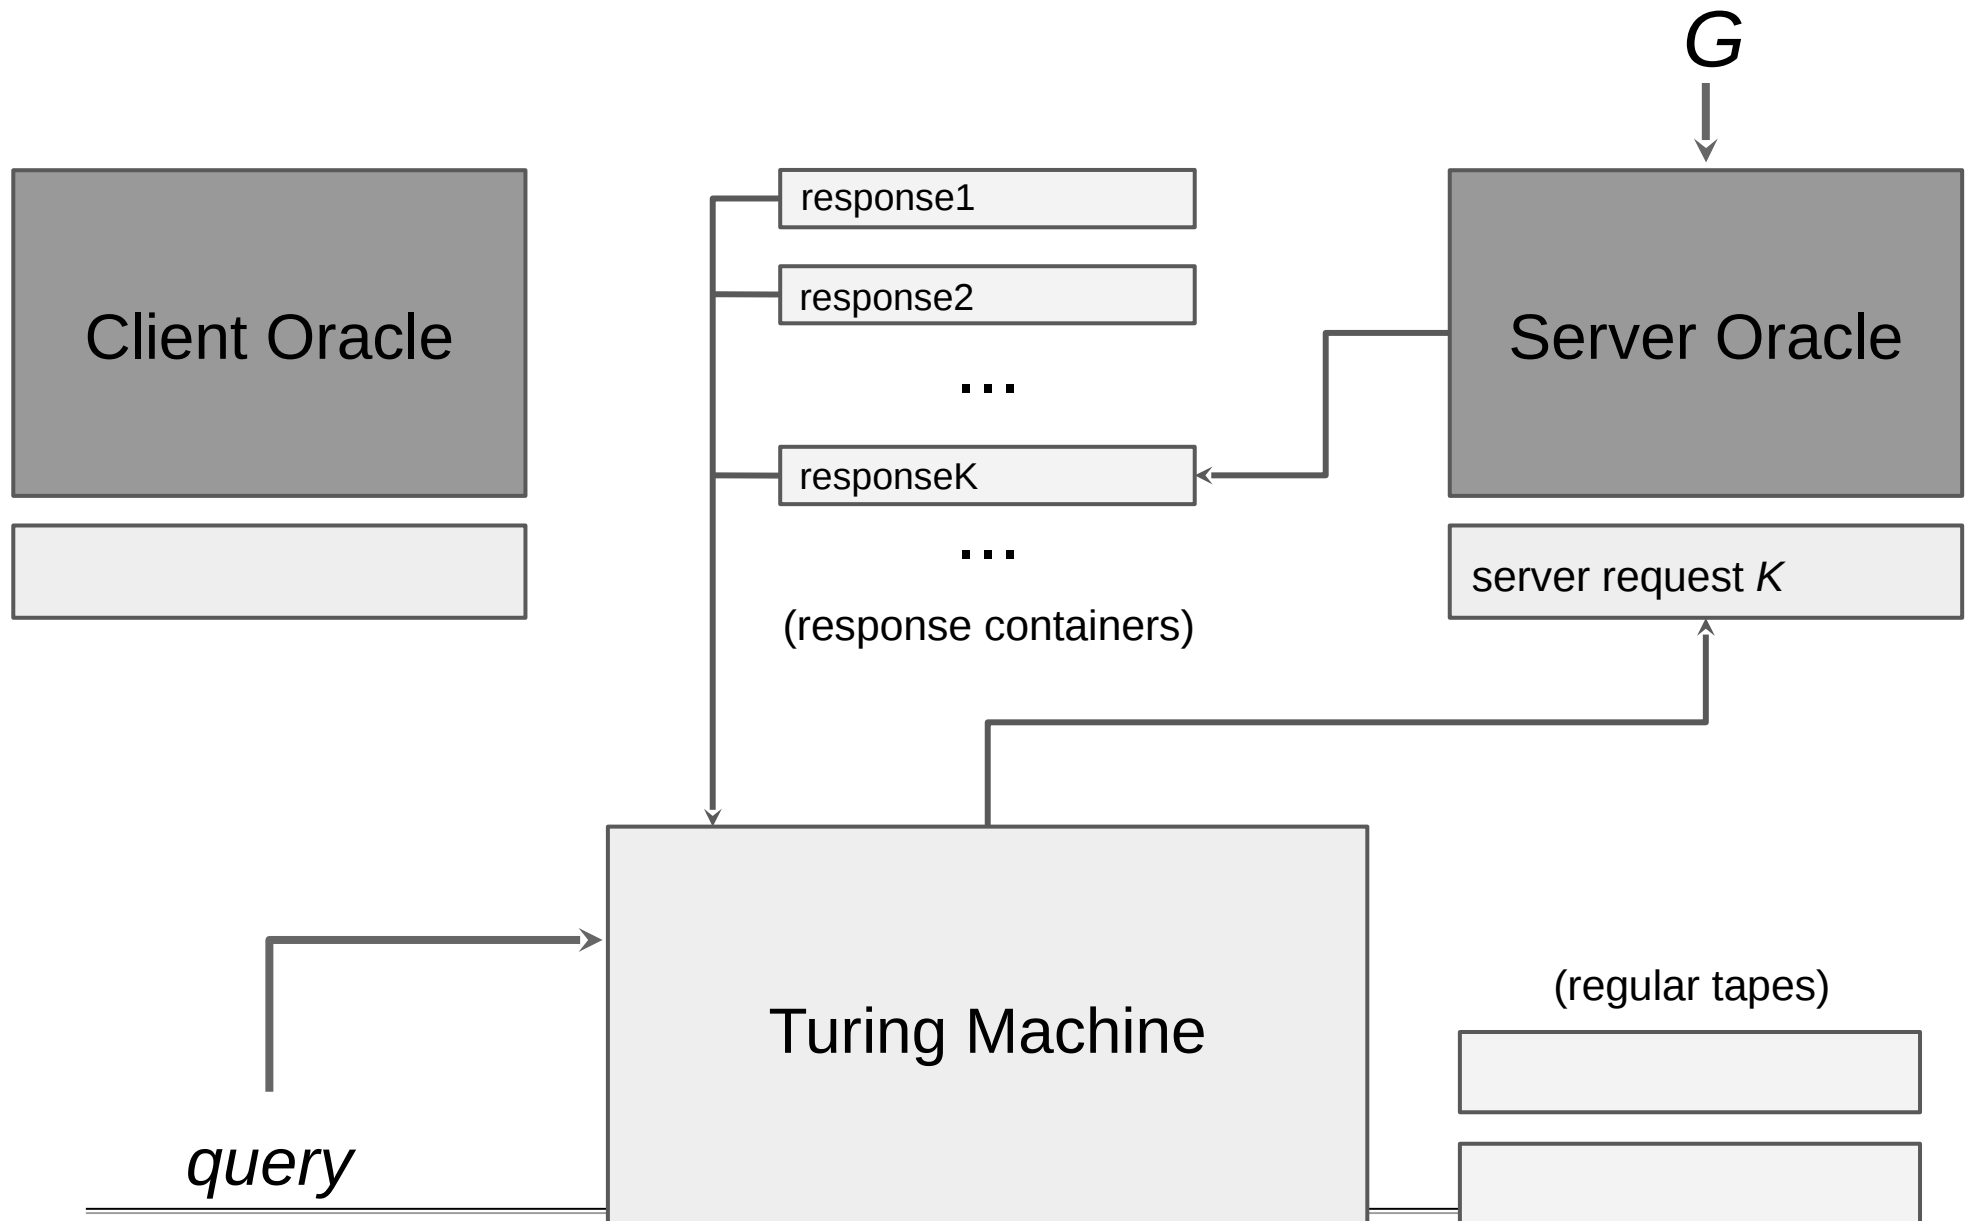 G
response1
response2
...
Client Oracle
Server Oracle
responseK
...
server request K
(response containers)
(regular tapes)
Turing Machine
query